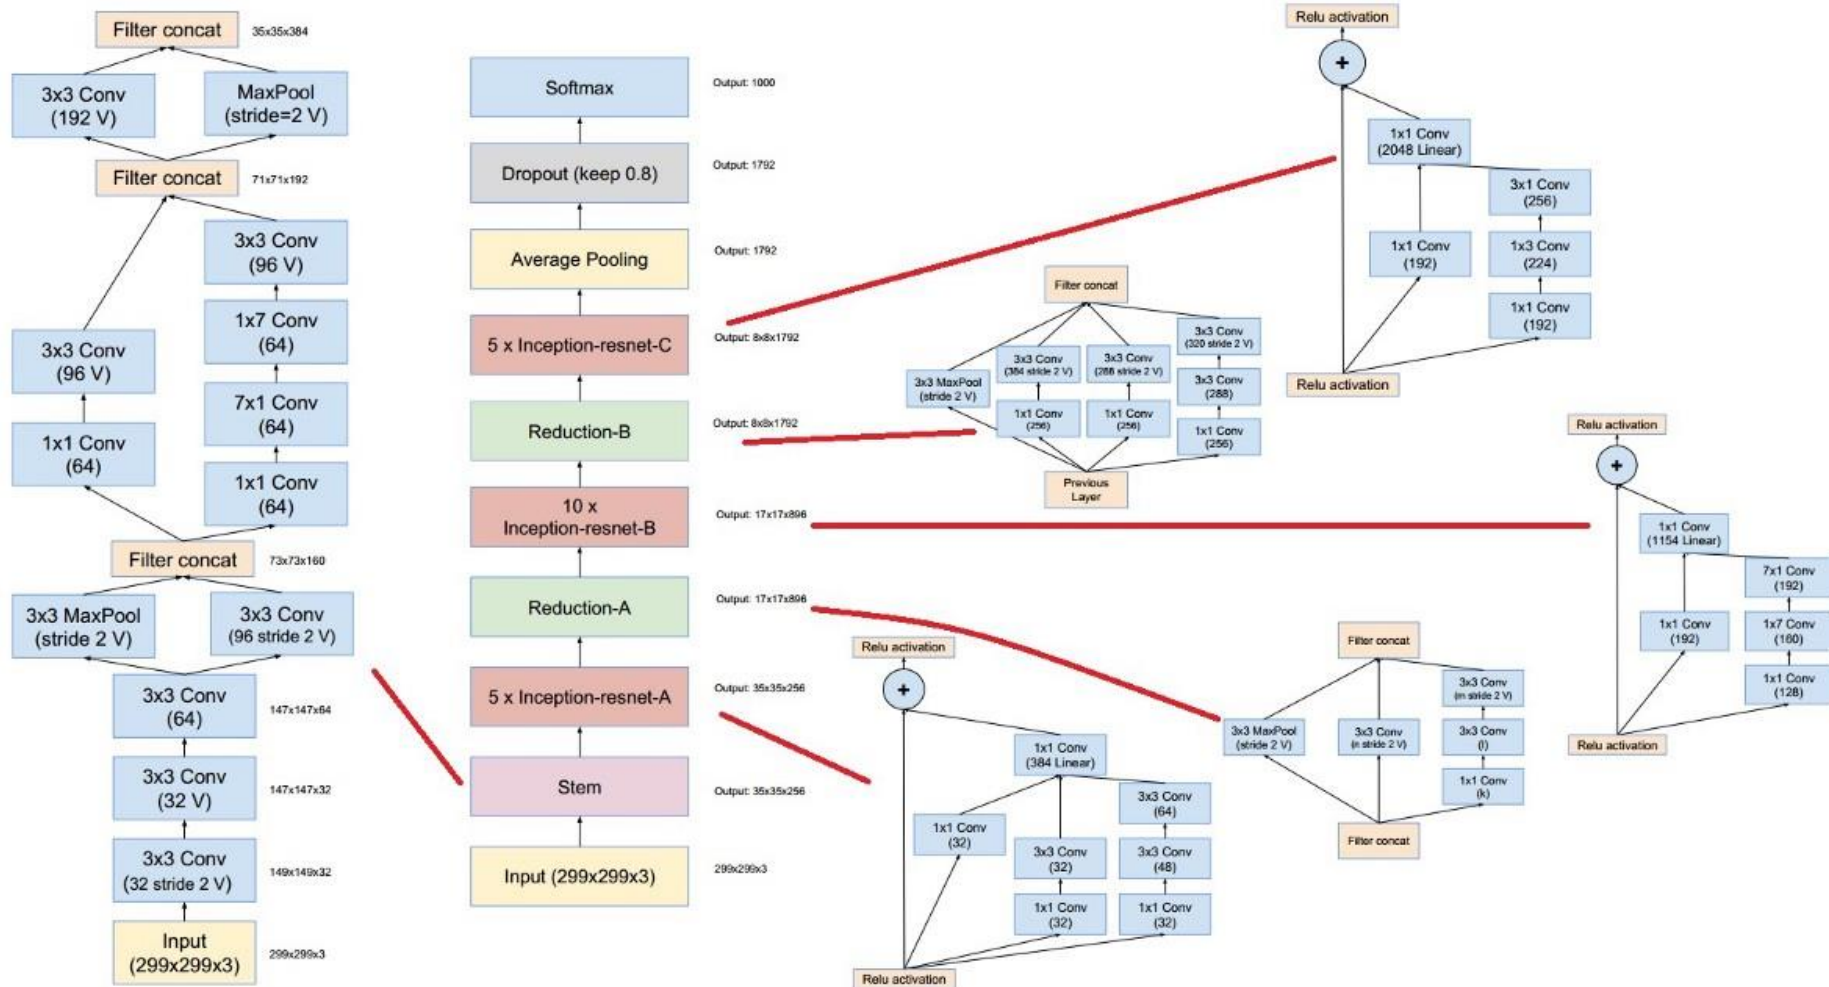 Filter concat
35x35x384
3x3 Conv
(192 V)
MaxPool
(stride=2 V)
Filter concat
71x71x192
3x3 Conv
(96 V)
1x7 Conv
(64)
3x3 Conv
(96 V)
7x1 Conv
(64)
1x1 Conv
(64)
1x1 Conv
(64)
Filter concat
73x73x160
3x3 MaxPool
(stride 2 V)
3x3 Conv
(96 stride 2 V)
3x3 Conv
(64)
147x147x64
3x3 Conv
(32 V)
147x147x32
3x3 Conv
(32 stride 2 V)
149x149x32
Input
(299x299x3)
299x299x3
Softmax
Output: 1000
Dropout (keep 0.8)
Output: 1792
Average Pooling
Output: 1792
5 x Inception-resnet-C
Output: 8x8x1792
Reduction-B
Output: 8x8x1792
10 x
Inception-resnet-B
Output: 17x17x896
Reduction-A
Output: 17x17x896
5 x Inception-resnet-A
Output: 35x35x256
Stem
Output: 35x35x256
Input (299x299x3)
299x299x3
Relu activation
+
1x1 Conv
(2048 Linear)
3x1 Conv
(256)
1x1 Conv
(192)
1x3 Conv
(224)
1x1 Conv
(192)
Relu activation
Filter concat
3x3 Conv
(320 stride 2 V)
3x3 Conv
(384 stride 2 V)
3x3 Conv
(288 stride 2 V)
3x3 MaxPool
(stride 2 V)
3x3 Conv
(288)
1x1 Conv
(256)
1x1 Conv
(256)
1x1 Conv
(256)
Previous
Layer
Relu activation
+
1x1 Conv
(1154 Linear)
7x1 Conv
(192)
1x1 Conv
(192)
1x7 Conv
(160)
1x1 Conv
(128)
Relu activation
Filter concat
3x3 Conv
(m stride 2 V)
3x3 MaxPool
(stride 2 V)
3x3 Conv
(n stride 2 V)
3x3 Conv
(l)
1x1 Conv
(k)
Filter concat
Relu activation
+
1x1 Conv
(384 Linear)
3x3 Conv
(64)
1x1 Conv
(32)
3x3 Conv
(32)
3x3 Conv
(48)
1x1 Conv
(32)
1x1 Conv
(32)
Relu activation